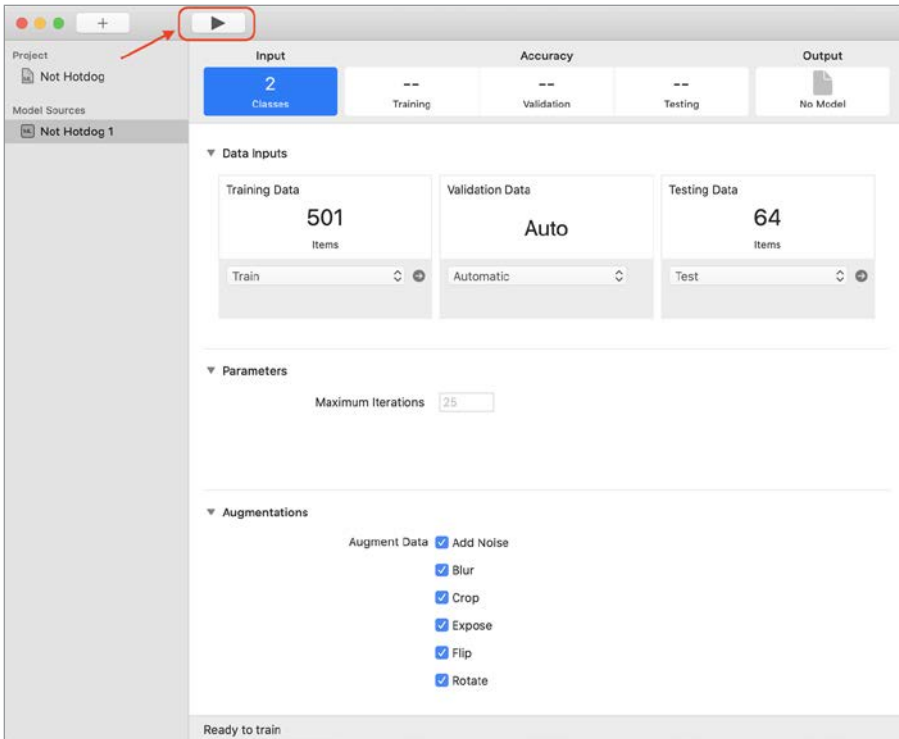 +
Project
Not Hotdog
Model Sources
ML Not Hotdog 1
Input Accuracy Output
2 -- -- --
Classes Training Validation Testing No Model
Data Inputs
Training Data Validation Data Testing Data
501 Auto 64
Items Items
Train Automatic Test
Parameters
Maximum Iterations 25
Augmentations
Augment Data Add Noise
Blur
Crop
Expose
Flip
Rotate
Ready to train